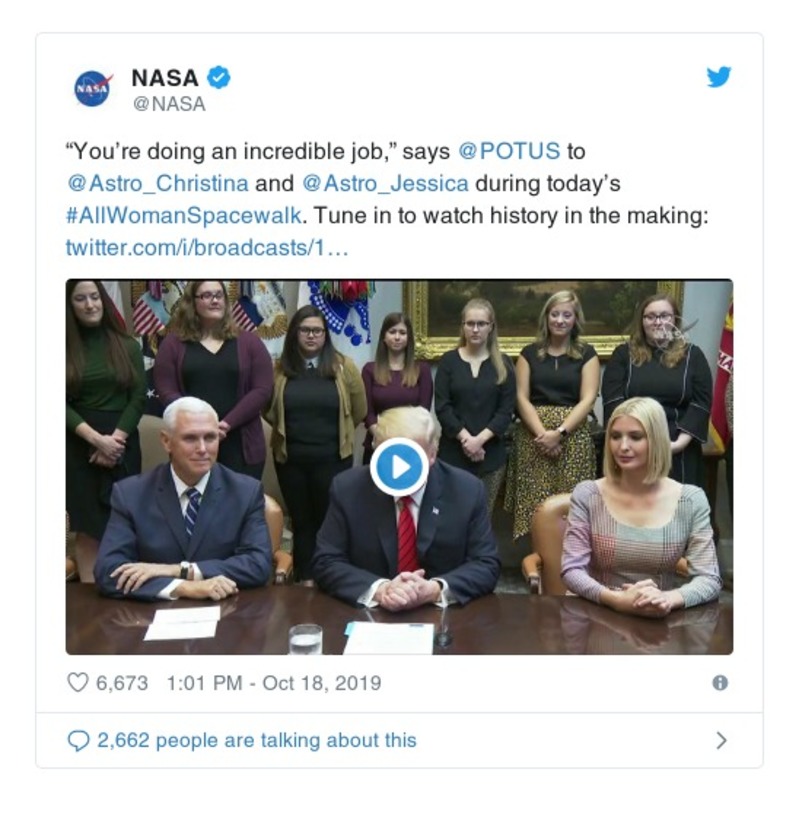 NASA
NASA
@NASA
“You’re doing an incredible job,” says @POTUS to
@Astro_Christina and @Astro_Jessica during today’s
#AllWomanSpacewalk. Tune in to watch history in the making:
twitter.com/i/broadcasts/1…
6,673 1:01 PM - Oct 18, 2019
2,662 people are talking about this